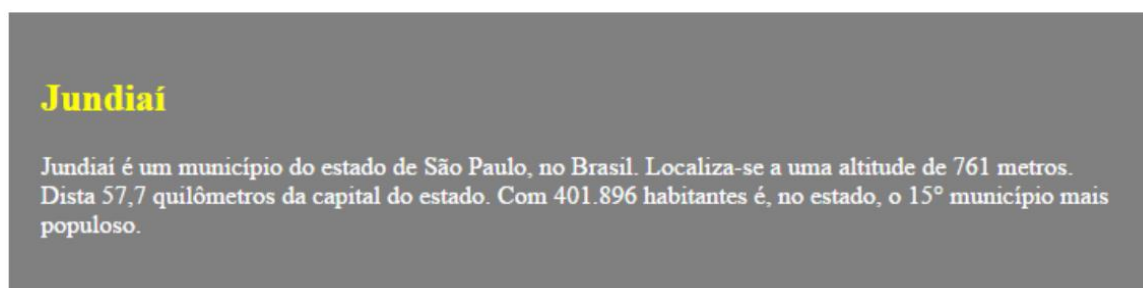 Jundiaí
Jundiaí é um município do estado de São Paulo, no Brasil. Localiza-se a uma altitude de 761 metros.
Dista 57,7 quilômetros da capital do estado. Com 401.896 habitantes é, no estado, o 15° município mais
populoso.